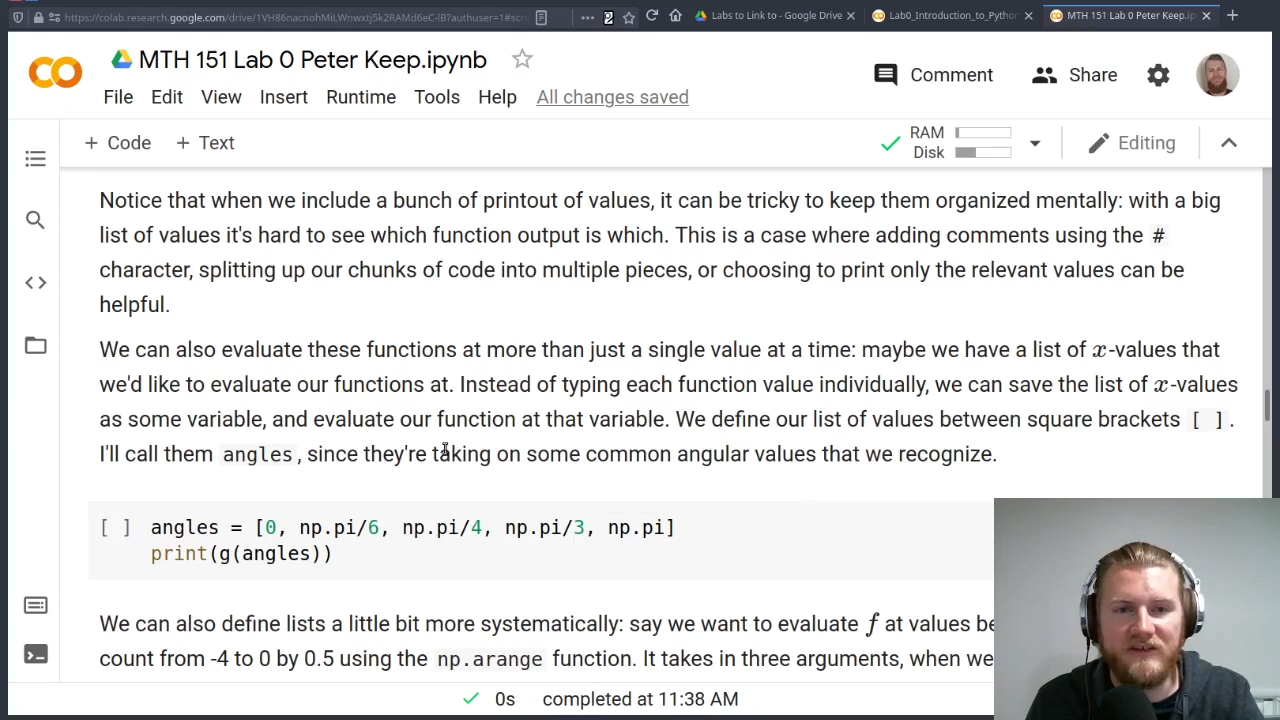 https://colab.research.google.com/drive/1VH86nacnohMiLWnwxtj5k2RAMd6eC-lB?authuser=1#scro
Labs to Link to - Google Drive
Lab0_Introduction_to_Python
MTH 151 Lab 0 Peter Keep.ip
MTH 151 Lab 0 Peter Keep.ipynb
Comment
Share
File Edit View Insert Runtime Tools Help All changes saved
+ Code + Text
RAM
Disk
Editing
Notice that when we include a bunch of printout of values, it can be tricky to keep them organized mentally: with a big
list of values it's hard to see which function output is which. This is a case where adding comments using the #
character, splitting up our chunks of code into multiple pieces, or choosing to print only the relevant values can be
helpful.
We can also evaluate these functions at more than just a single value at a time: maybe we have a list of x-values that
we'd like to evaluate our functions at. Instead of typing each function value individually, we can save the list of x-values
as some variable, and evaluate our function at that variable. We define our list of values between square brackets [ ].
I'll call them angles, since they're taking on some common angular values that we recognize.
[ ] angles = [0, np.pi/6, np.pi/4, np.pi/3, np.pi]
print(g(angles))
We can also define lists a little bit more systematically: say we want to evaluate f at values be
count from -4 to 0 by 0.5 using the np.arange function. It takes in three arguments, when we
0s completed at 11:38 AM